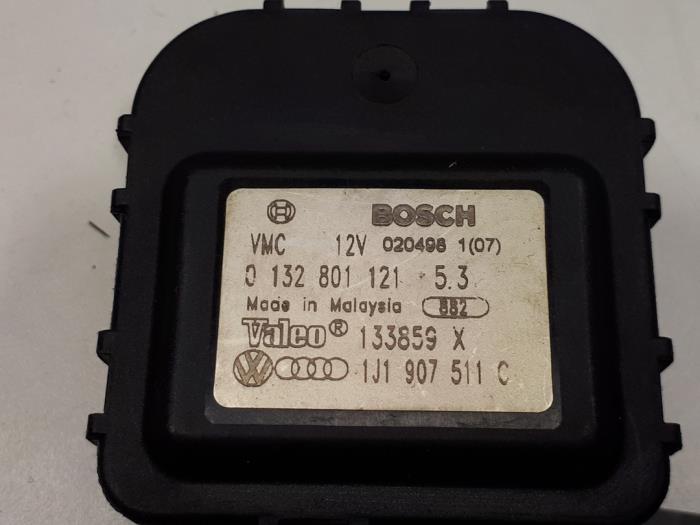 BOSCH
VMC 12V 020498 1(07)
0 132 801 121 5.3
Made in Malaysia 882
Valeo® 133859 X
1J1 907 511 C